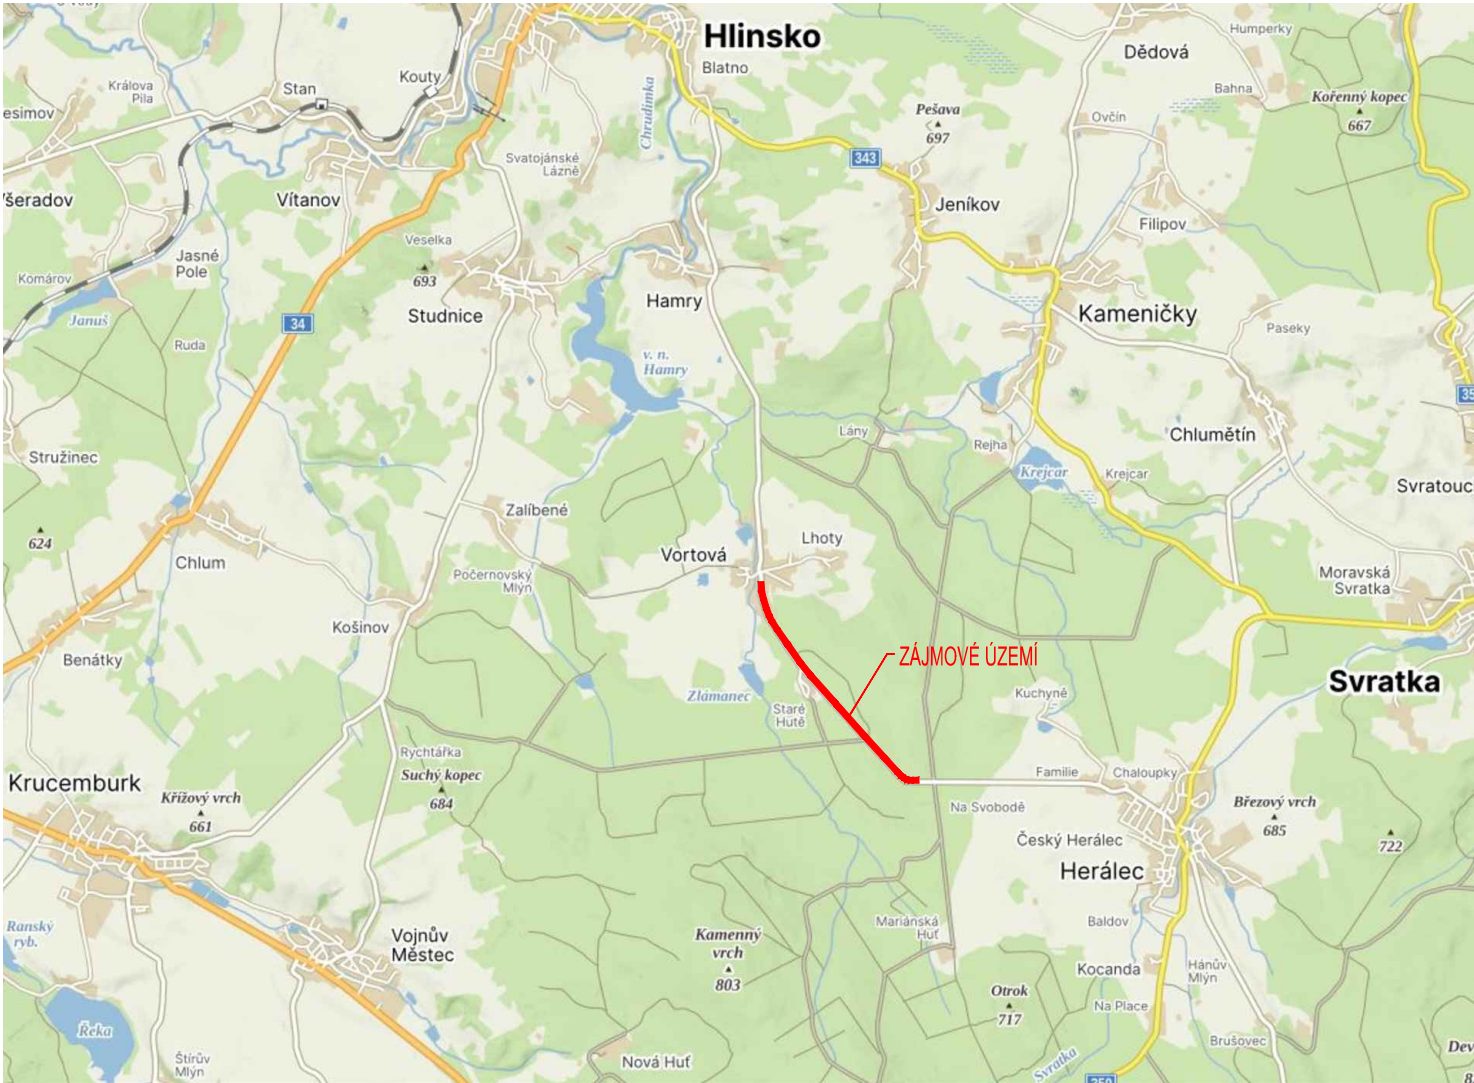 Hlinsko
Blatno
Dědová
Humperky
Králova
Pila
Stan
Kouty
Chrudimka
Bahna
Kořenný kopec
667
Pešava
697
Ovčín
Svatojánské
Lázně
343
Vítanov
Jeníkov
Filipov
Veselka
693
Jasné
Pole
Komárov
Januš
Studnice
Hamry
Kameničky
34
Ruda
Paseky
v. n.
Hamry
35
Stružinec
Lány
Rejha
Krejcar
Krejcar
Chlumětín
Svratouc
Zalíbené
624
Chlum
Vortová
Lhoty
Počernovský
Mlýn
Moravská
Svratka
Košinov
Benátky
ZÁJMOVÉ ÚZEMÍ
Svratka
Zlámanec
Staré
Hutě
Kuchyně
Rychtářka
Suchý kopec
684
Krucemburk
Křížový vrch
661
Familie
Chaloupky
Na Svobodě
Březový vrch
685
722
Český Herálec
Herálec
Mariánská
Huť
Baldov
Ranský
ryb.
Vojnův
Městec
Kamenný
vrch
803
Kocanda
Hánův
Mlýn
Otrok
717
Na Place
Řeka
Brušovec
Štírův
Mlýn
Nová Huť
Svratka
350
Dev